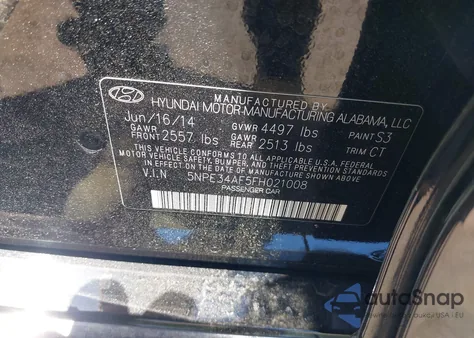 MANUFACTURED BY
HYUNDAI MOTOR MANUFACTURING ALABAMA, LLC
Jun/16/14 GVWR 4497 lbs PAINT S3
GAWR FRONT 2557 lbs GAWR REAR 2513 lbs TRIM CT
THIS VEHICLE CONFORMS TO ALL APPLICABLE FEDERAL
MOTOR VEHICLE SAFETY, BUMPER, AND THEFT PREVENTION STANDARDS
IN EFFECT ON THE DATE OF MANUFACTURE SHOWN ABOVE.
V.I.N 5NPE34AF5FH021008
PASSENGER CAR
autoSnap